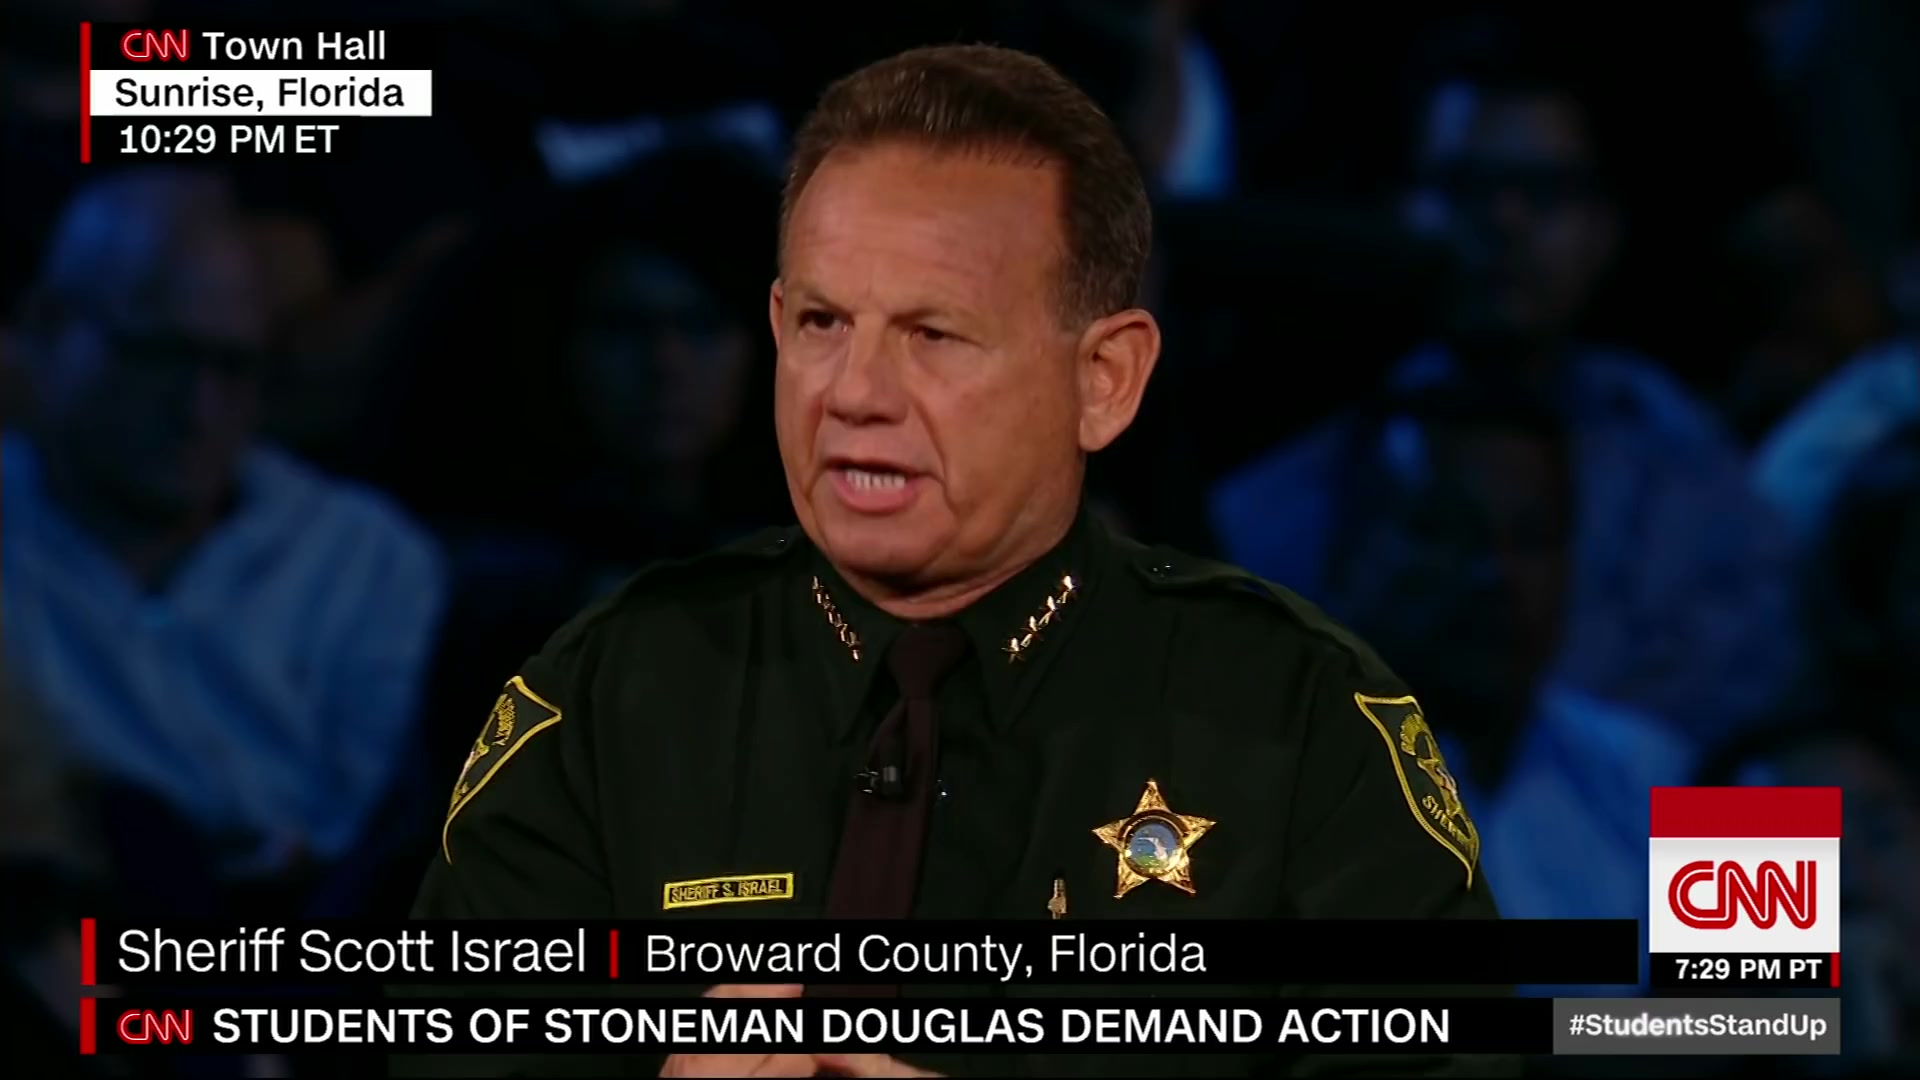 CNN Town Hall
Sunrise, Florida
10:29 PM ET
SHERIFF
SHERIFF S. ISRAEL
Sheriff Scott Israel | Broward County, Florida
CNN
7:29 PM PT
CNN STUDENTS OF STONEMAN DOUGLAS DEMAND ACTION
#StudentsStandUp